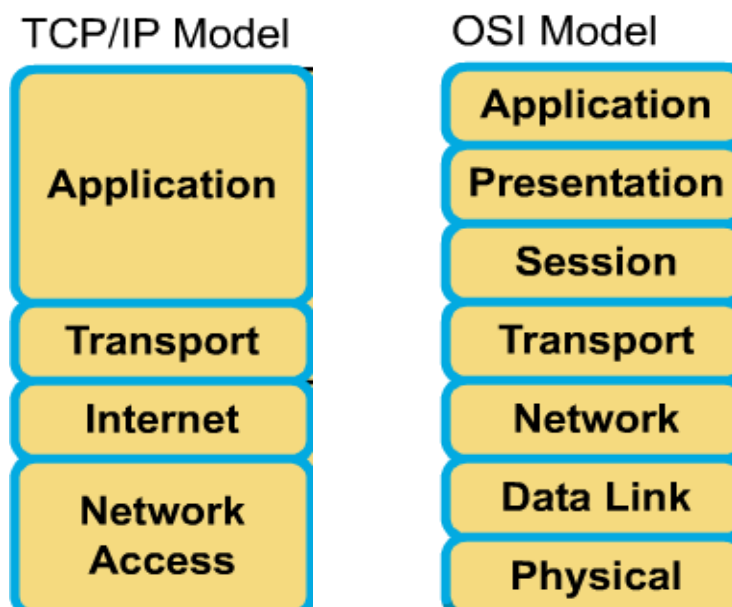 TCP/IP Model
Application
Transport
Internet
Network
Access
OSI Model
Application
Presentation
Session
Transport
Network
Data Link
Physical